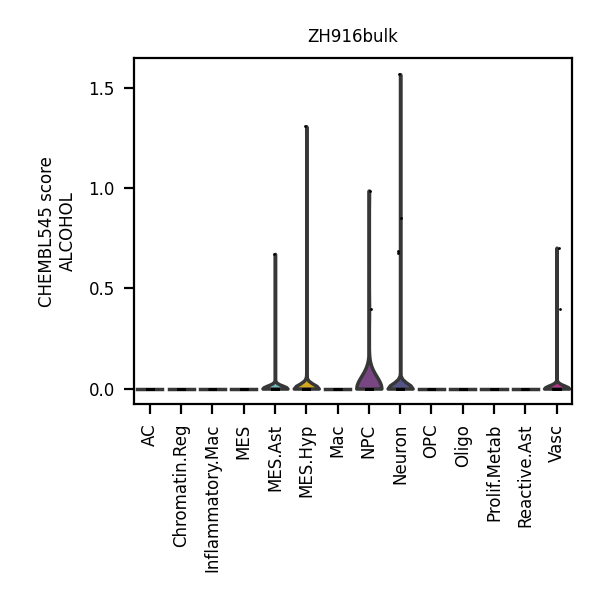 ZH916bulk
CHEMBL545 score
ALCOHOL
1.5
1.0
0.5
0.0
AC
Chromatin.Reg
Inflammatory.Mac
MES
MES.Ast
MES.Hyp
Mac
NPC
Neuron
OPC
Oligo
Prolif.Metab
Reactive.Ast
Vasc